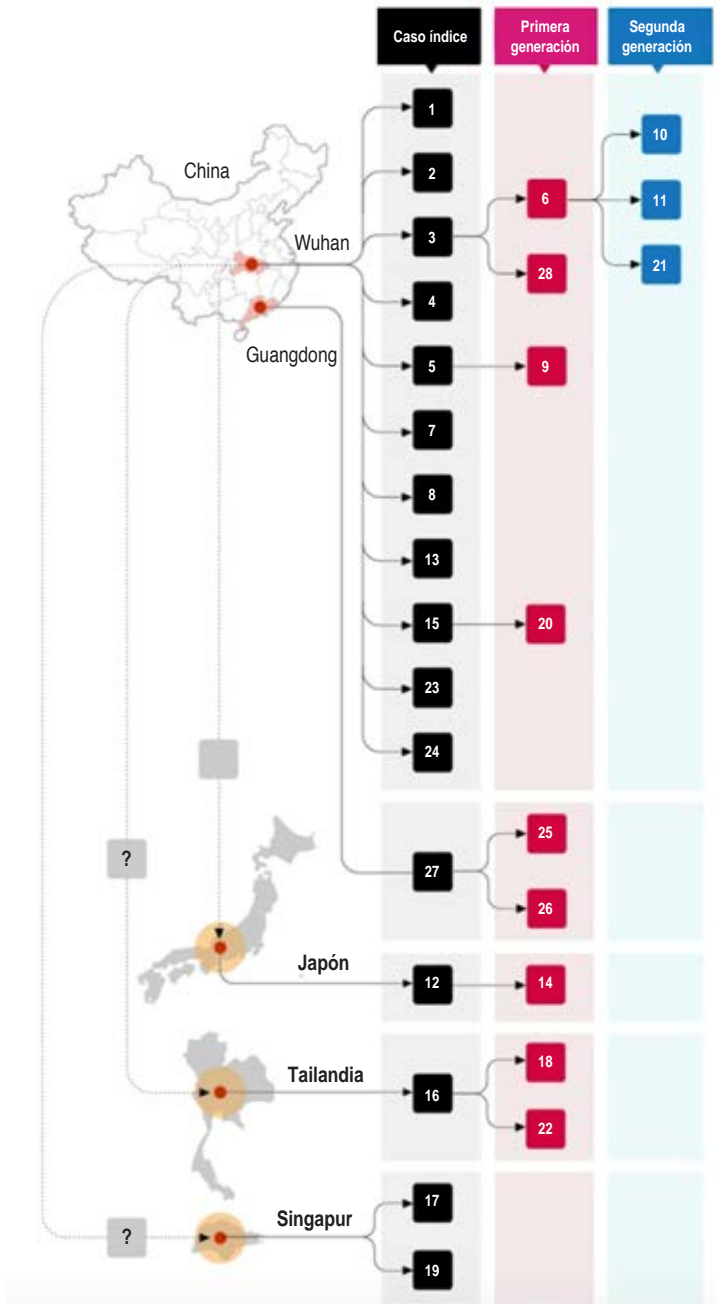 Caso índice
Primera
generación
Segunda
generación
1
10
China
2
6
11
Wuhan
3
21
28
4
Guangdong
5
9
7
8
13
15
20
23
24
25
?
27
26
Japón
12
14
18
Tailandia
16
22
17
Singapur
?
19